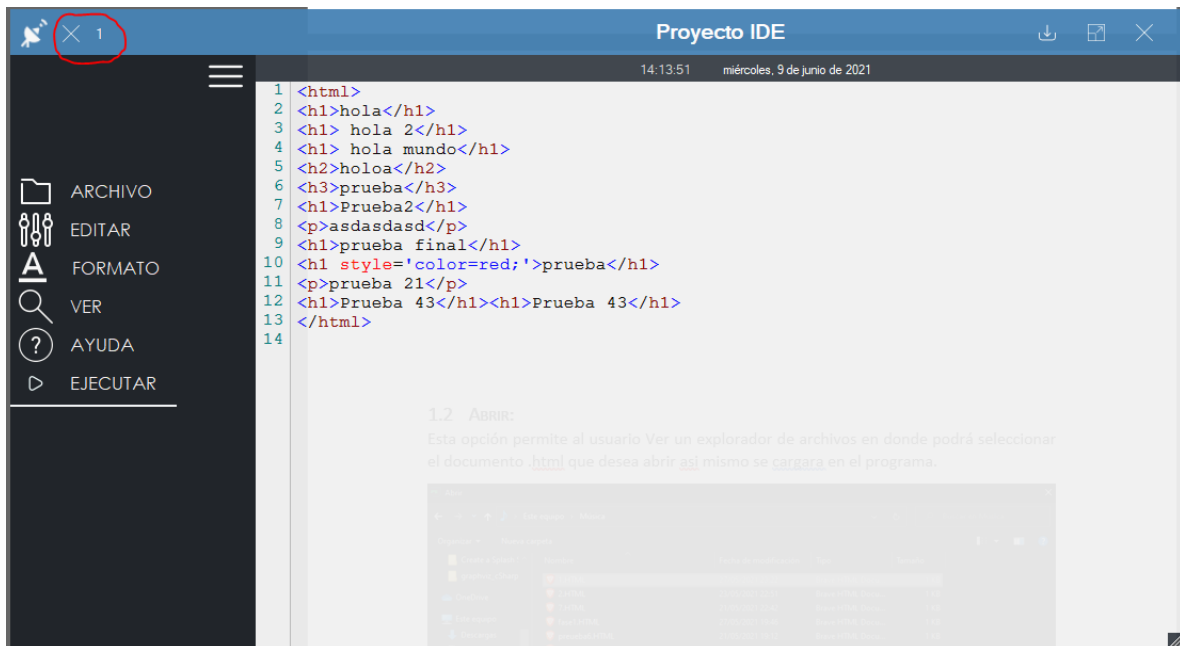 1
Proyecto IDE
14:13:51 miércoles, 9 de junio de 2021
ARCHIVO
EDITAR
FORMATO
VER
AYUDA
EJECUTAR
1 <html>
2 <h1>hola</h1>
3 <h1> hola 2</h1>
4 <h1> hola mundo</h1>
5 <h2>holoa</h2>
6 <h3>prueba</h3>
7 <h1>Prueba2</h1>
8 <p>asdasdasd</p>
9 <h1>prueba final</h1>
10 <h1 style='color=red;'>prueba</h1>
11 <p>prueba 21</p>
12 <h1>Prueba 43</h1><h1>Prueba 43</h1>
13 </html>
14
1.2 ABRIR:
Esta opción permite al usuario Ver un explorador de archivos en donde podrá seleccionar
el documento .html que desea abrir asi mismo se cargara en el programa.